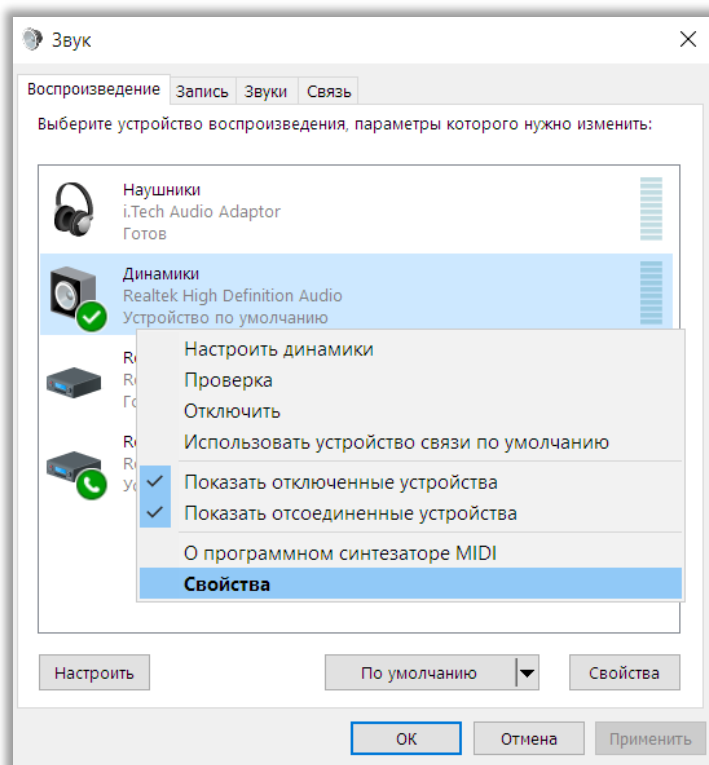 Звук
Воспроизведение Запись Звуки Связь
Выберите устройство воспроизведения, параметры которого нужно изменить:
Наушники
i.Tech Audio Adaptor
Готов
Динамики
Realtek High Definition Audio
Устройство по умолчанию
Настроить динамики
Проверка
Отключить
Использовать устройство связи по умолчанию
Показать отключенные устройства
Показать отсоединенные устройства
О программном синтезаторе MIDI
Свойства
Настроить По умолчанию Свойства
ОК Отмена Применить